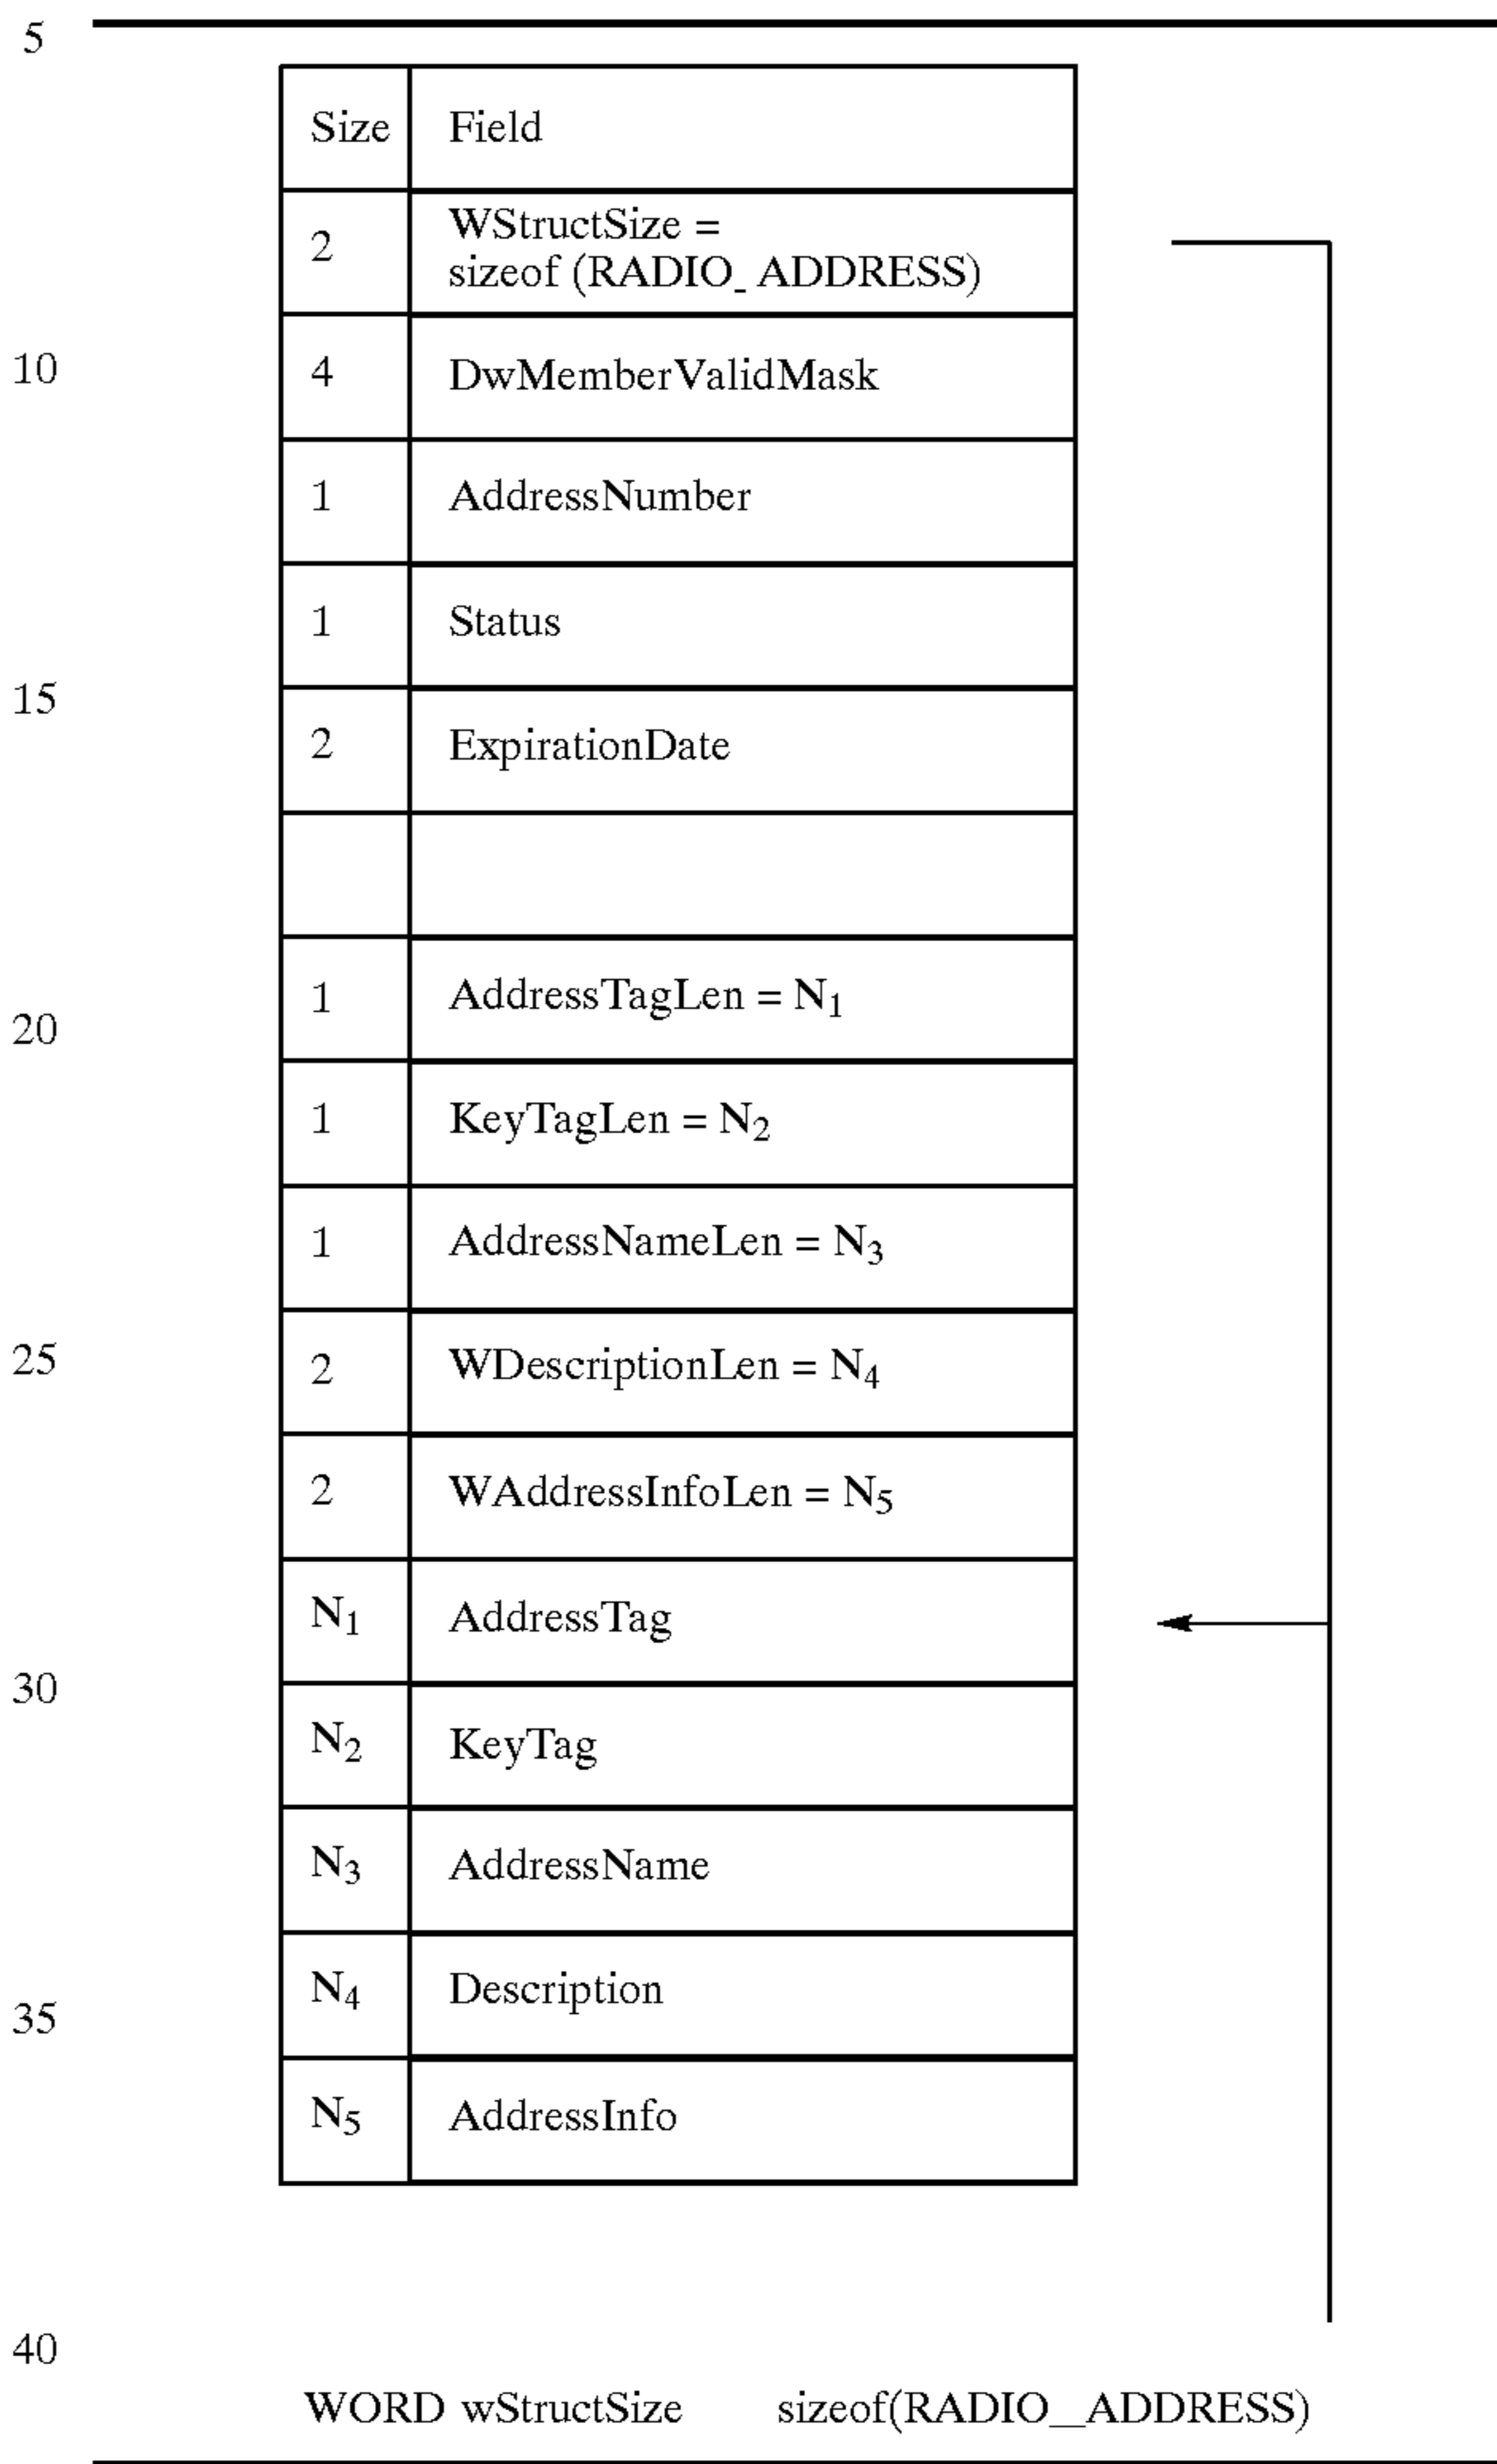 5
Size Field
2 WStructSize =
sizeof (RADIO_ ADDRESS)
10
4 DwMemberValidMask
1 AddressNumber
1 Status
15
2 ExpirationDate
1 AddressTagLen = N1
20
1 KeyTagLen = N2
1 AddressNameLen = N3
25
2 WDescriptionLen = N4
2 WAddressInfoLen = N5
N1 AddressTag
30
N2 KeyTag
N3 AddressName
N4 Description
35
N5 AddressInfo
40
WORD wStructSize sizeof(RADIO__ADDRESS)